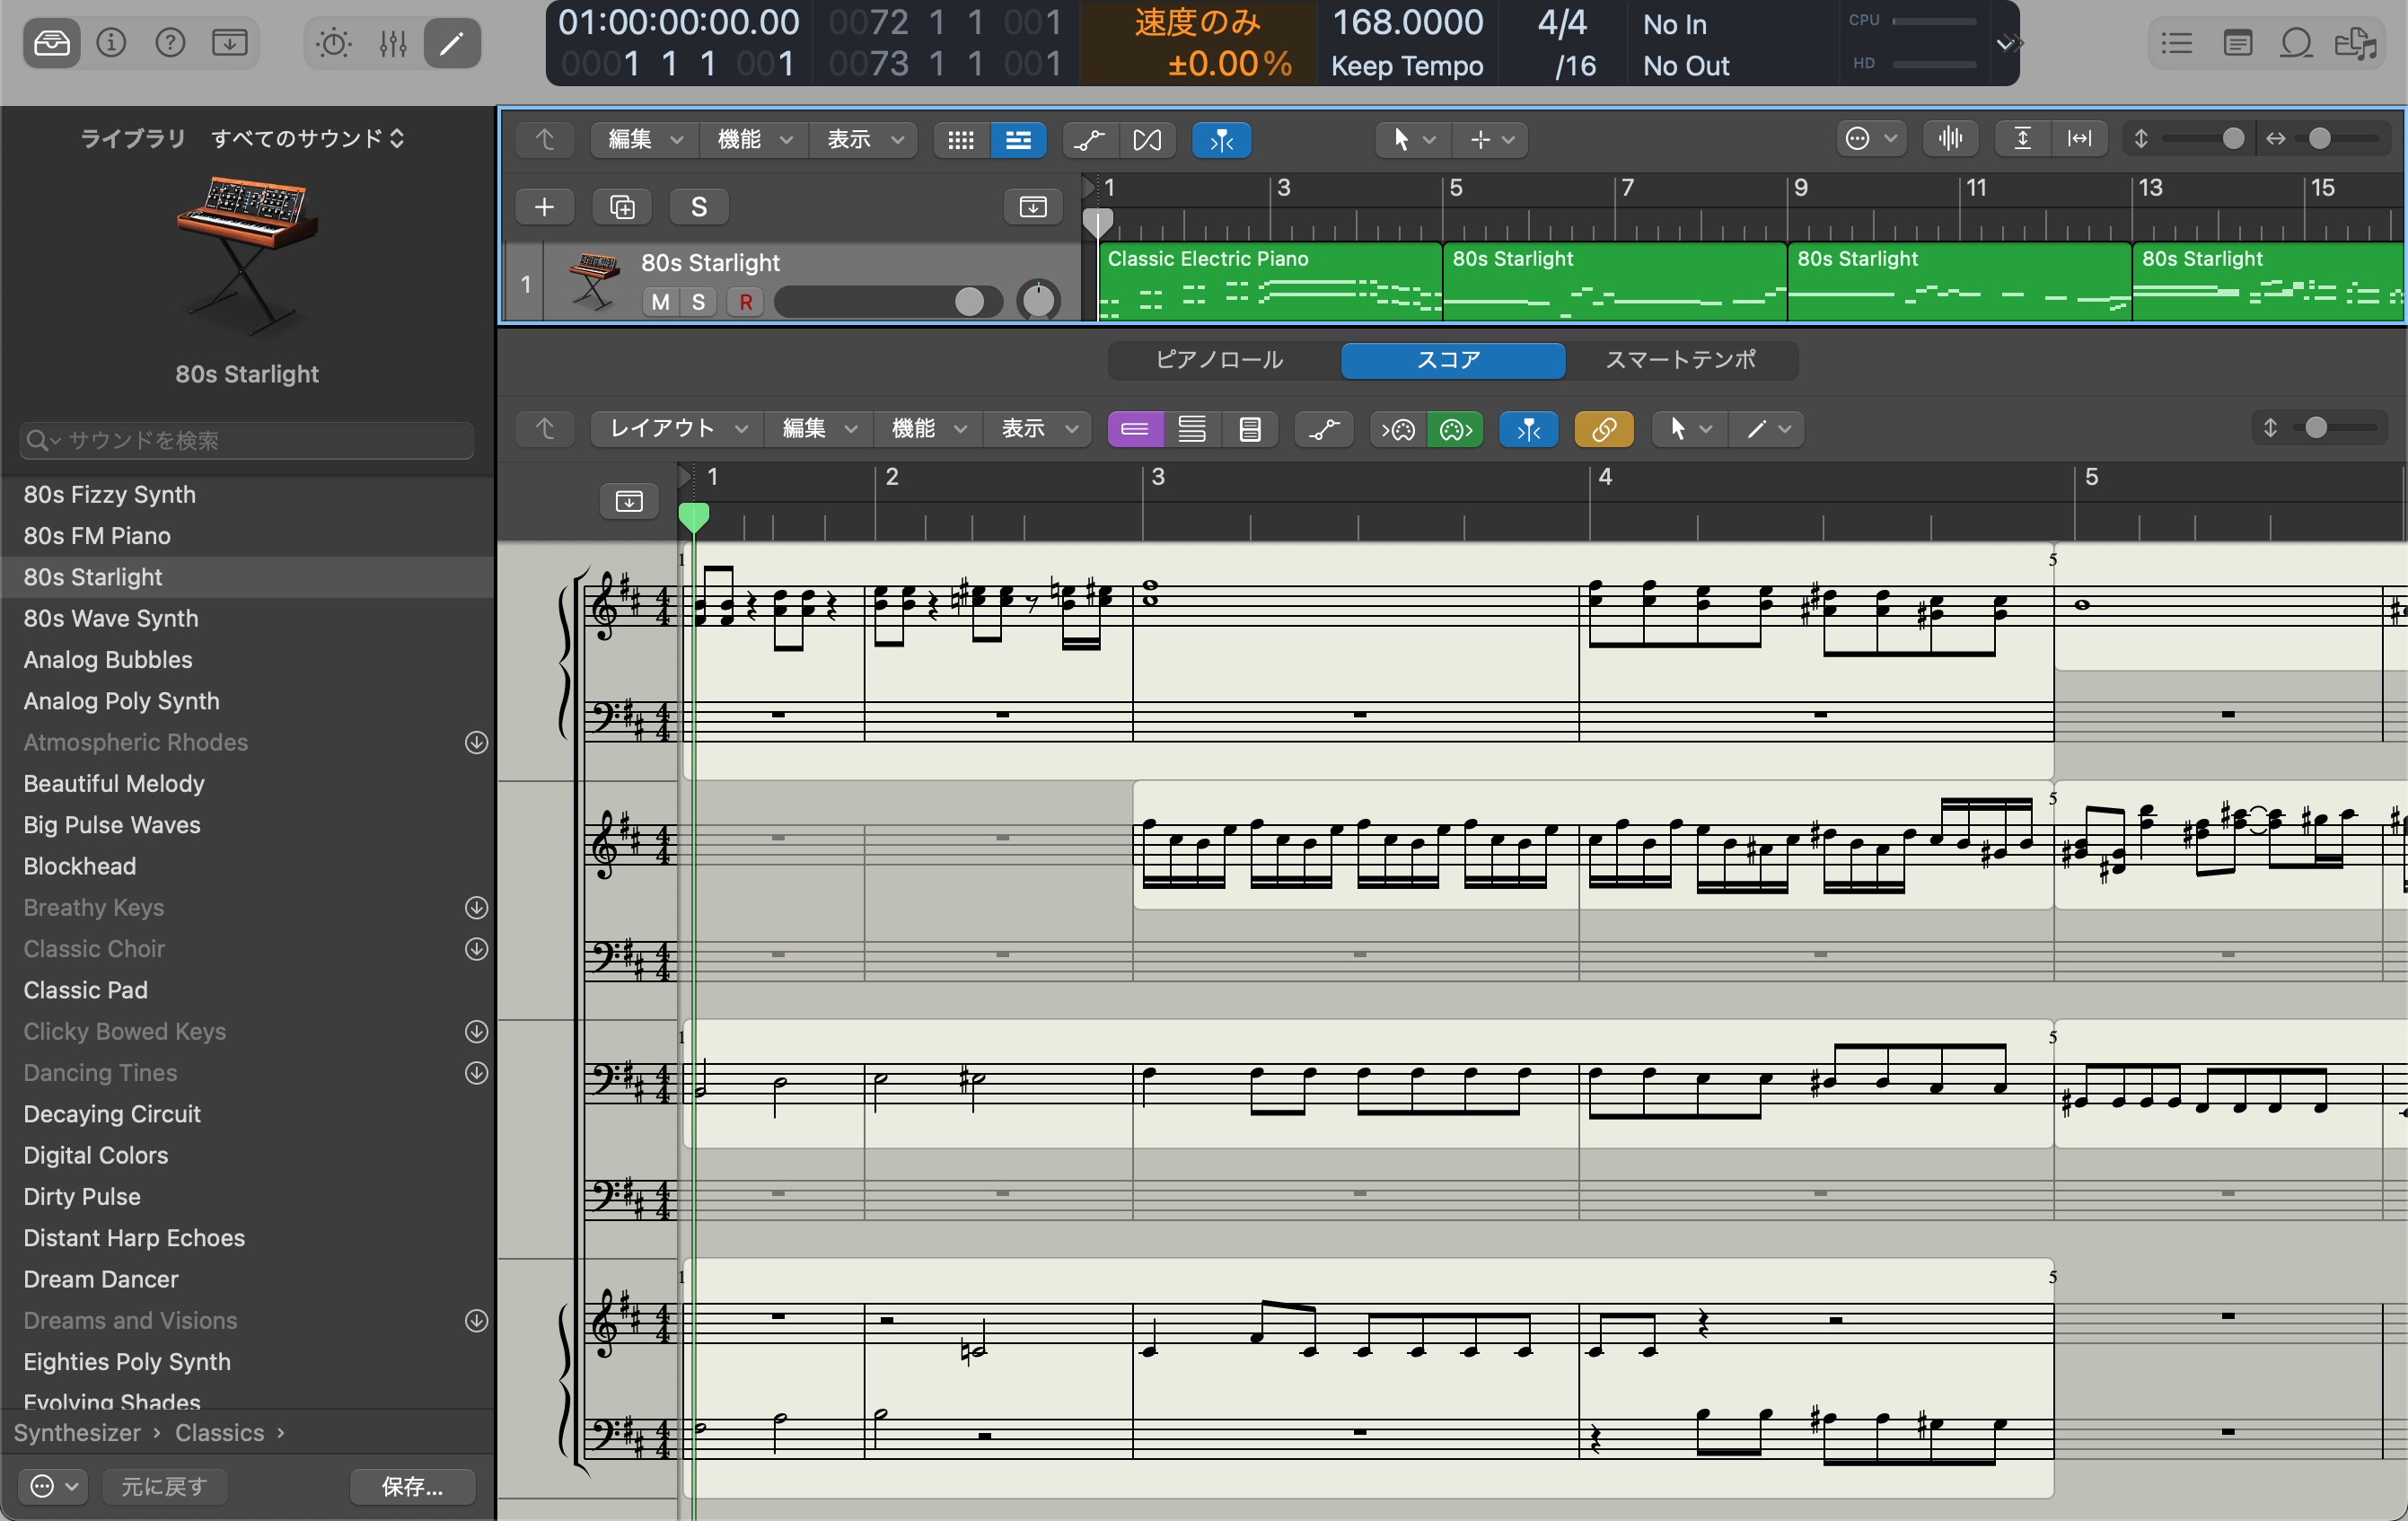 01:00:00:00.00
0001 1 1 001
0072 1 1 001
0073 1 1 001
速度のみ
±0.00%
168.0000
Keep Tempo
4/4
/16
No In
No Out
CPU
HD
ライブラリ すべてのサウンド
80s Starlight
サウンドを検索
80s Fizzy Synth
80s FM Piano
80s Starlight
80s Wave Synth
Analog Bubbles
Analog Poly Synth
Atmospheric Rhodes
Beautiful Melody
Big Pulse Waves
Blockhead
Breathy Keys
Classic Choir
Classic Pad
Clicky Bowed Keys
Dancing Tines
Decaying Circuit
Digital Colors
Dirty Pulse
Distant Harp Echoes
Dream Dancer
Dreams and Visions
Eighties Poly Synth
Evolving Shades
Synthesizer › Classics ›
元に戻す 保存...
編集 機能 表示
S
1 3 5 7 9 11 13 15
1
80s Starlight
M S R
Classic Electric Piano
80s Starlight
80s Starlight
80s Starlight
ピアノロール スコア スマートテンポ
レイアウト 編集 機能 表示
1 2 3 4 5
1 5
5
1 5
1 5